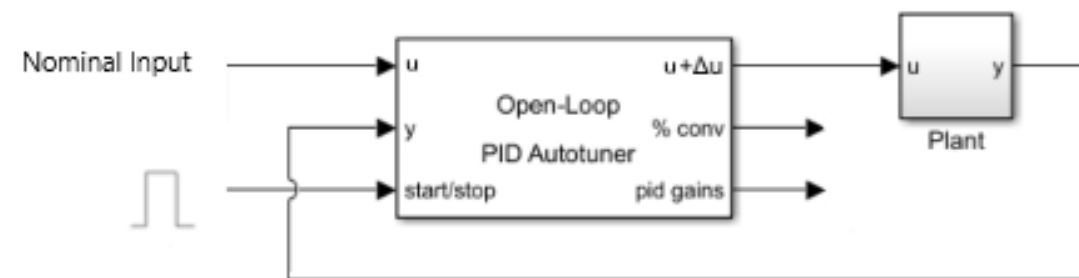 Nominal Input
u
y
start/stop
Open-Loop
PID Autotuner
u+Δu
% conv
pid gains
u
y
Plant